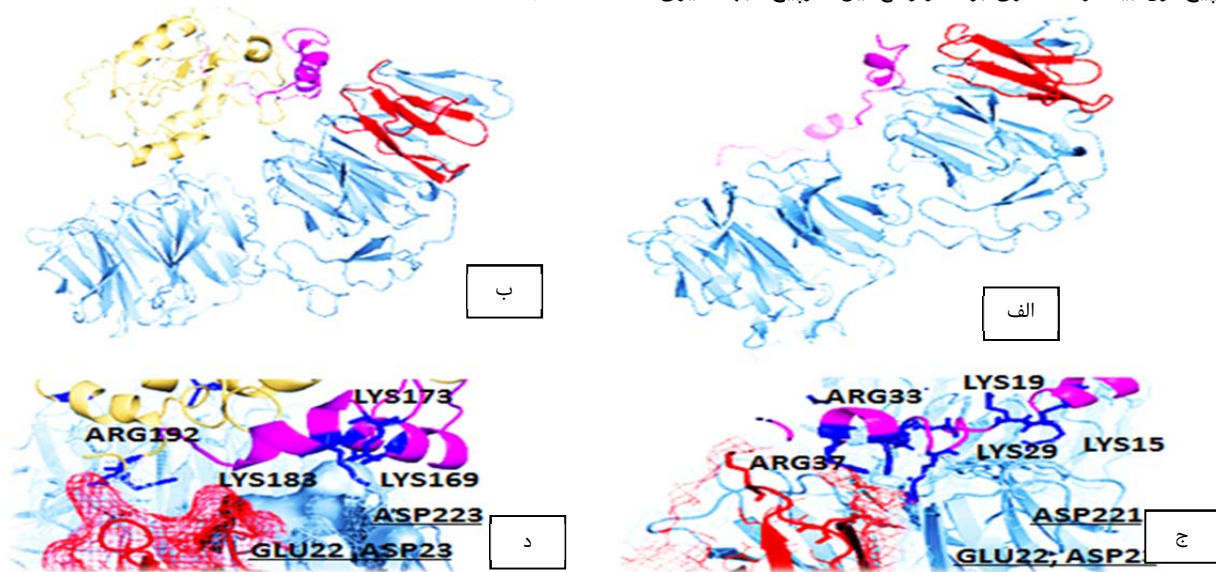 ب
الف
LYS173
ARG192
LYS183
LYS169
ASP223
GLU22, ASP23
د
LYS19
ARG33
LYS15
LYS29
ARG37
ASP221
GLU22, ASP2
ج